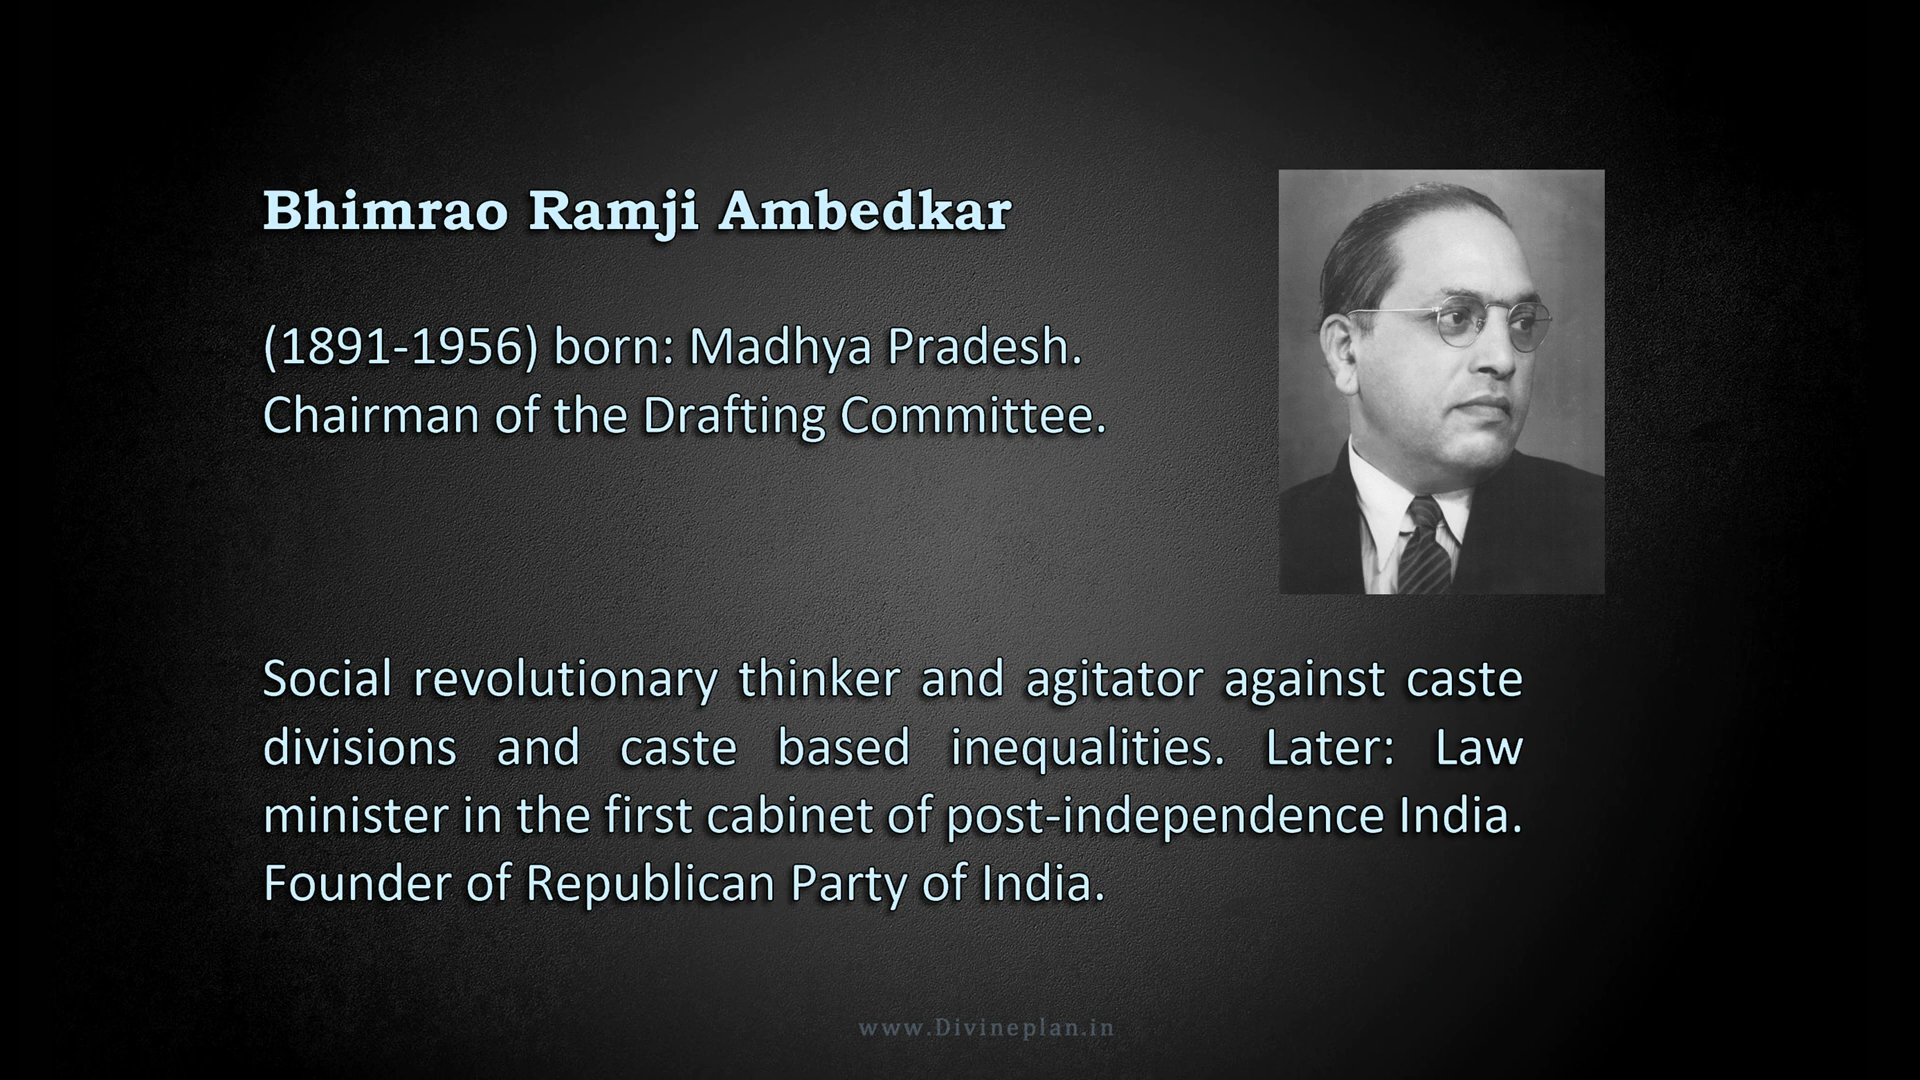 Bhimrao Ramji Ambedkar
(1891-1956) born: Madhya Pradesh.
Chairman of the Drafting Committee.
Social revolutionary thinker and agitator against caste
divisions and caste based inequalities. Later: Law
minister in the first cabinet of post-independence India.
Founder of Republican Party of India.
www.Divineplan.in